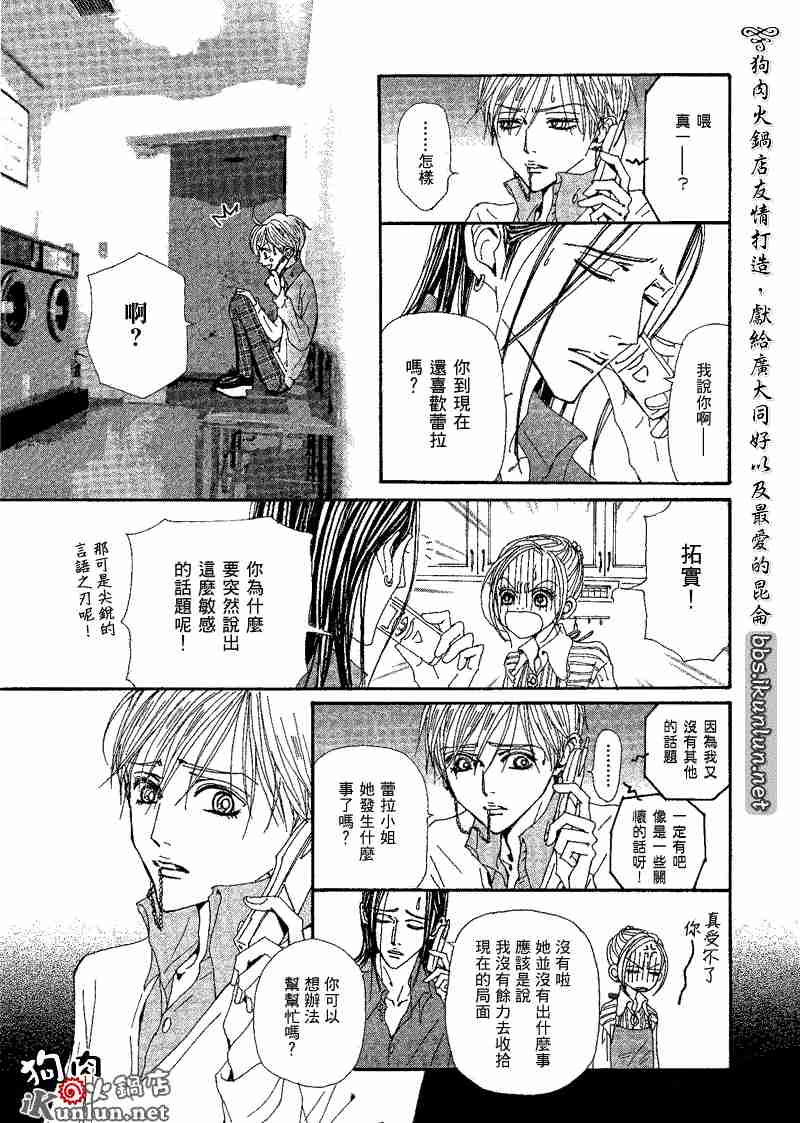 喂
真一──？
……怎樣
我說你啊──
你到現在
還喜歡蕾拉
嗎？
啊？
拓實！
你為什麼
要突然說出
這麼敏感
的話題呢！
那可是尖銳的
言語之刃呢！
因為我又
沒有其他
的話題
一定有吧
像是一些關
懷的話呀！
……
蕾拉小姐
她發生什麼
事了嗎？
真受不了
你～
沒有啦
她並沒有出什麼事
應該是說
我沒有餘力去收拾
現在的局面
你可以
想辦法
幫幫忙嗎？
狗肉火鍋店友情打造，獻給廣大同好以及最愛的昆侖
bbs.ikunlun.net
狗肉
火鍋店
iKunlun.net